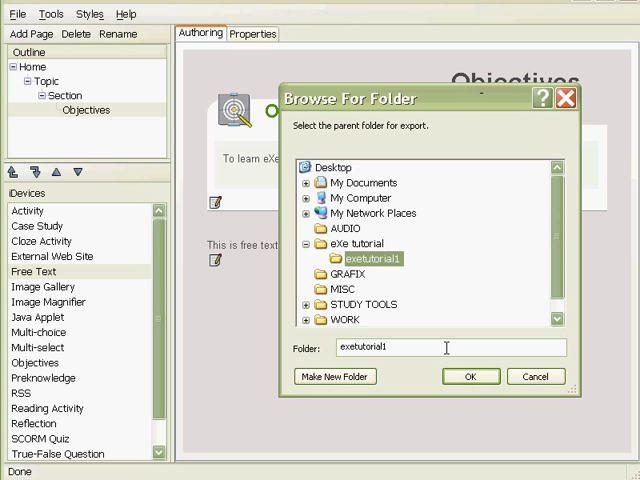 File Tools Styles Help
Add Page Delete Rename
Authoring Properties
Outline
Home
Topic
Section
Objectives
iDevices
Activity
Case Study
Cloze Activity
External Web Site
Free Text
Image Gallery
Image Magnifier
Java Applet
Multi-choice
Multi-select
Objectives
Preknowledge
RSS
Reading Activity
Reflection
SCORM Quiz
True-False Question
Done
Objectives
O
To learn eXe
This is free text
Browse For Folder
Select the parent folder for export.
Desktop
My Documents
My Computer
My Network Places
AUDIO
eXe tutorial
exetutorial1
GRAFIX
MISC
STUDY TOOLS
WORK
Folder: exetutorial1
Make New Folder OK Cancel